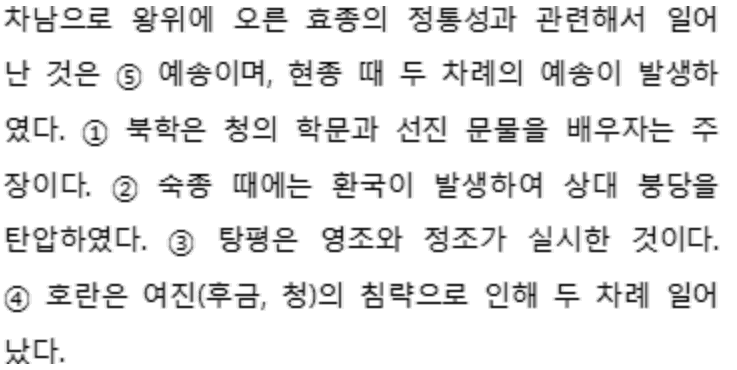 차남으로 왕위에 오른 효종의 정통성과 관련해서 일어
난 것은 ⑤ 예송이며, 현종 때 두 차례의 예송이 발생하
였다. ① 북학은 청의 학문과 선진 문물을 배우자는 주
장이다. ② 숙종 때에는 환국이 발생하여 상대 붕당을
탄압하였다. ③ 탕평은 영조와 정조가 실시한 것이다.
④ 호란은 여진(후금, 청)의 침략으로 인해 두 차례 일어
났다.